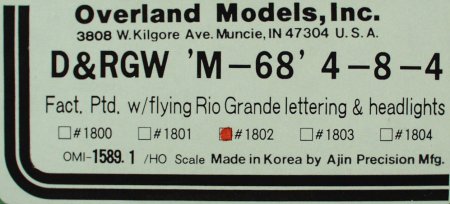 Overland Models, Inc.
3808 W. Kilgore Ave. Muncie, IN 47304 U. S. A.
D&RGW 'M-68' 4-8-4
Fact. Ptd. w/flying Rio Grande lettering & headlights
#1800 #1801 #1802 #1803 #1804
OMI-1589.1 /HO Scale Made in Korea by Ajin Precision Mfg.